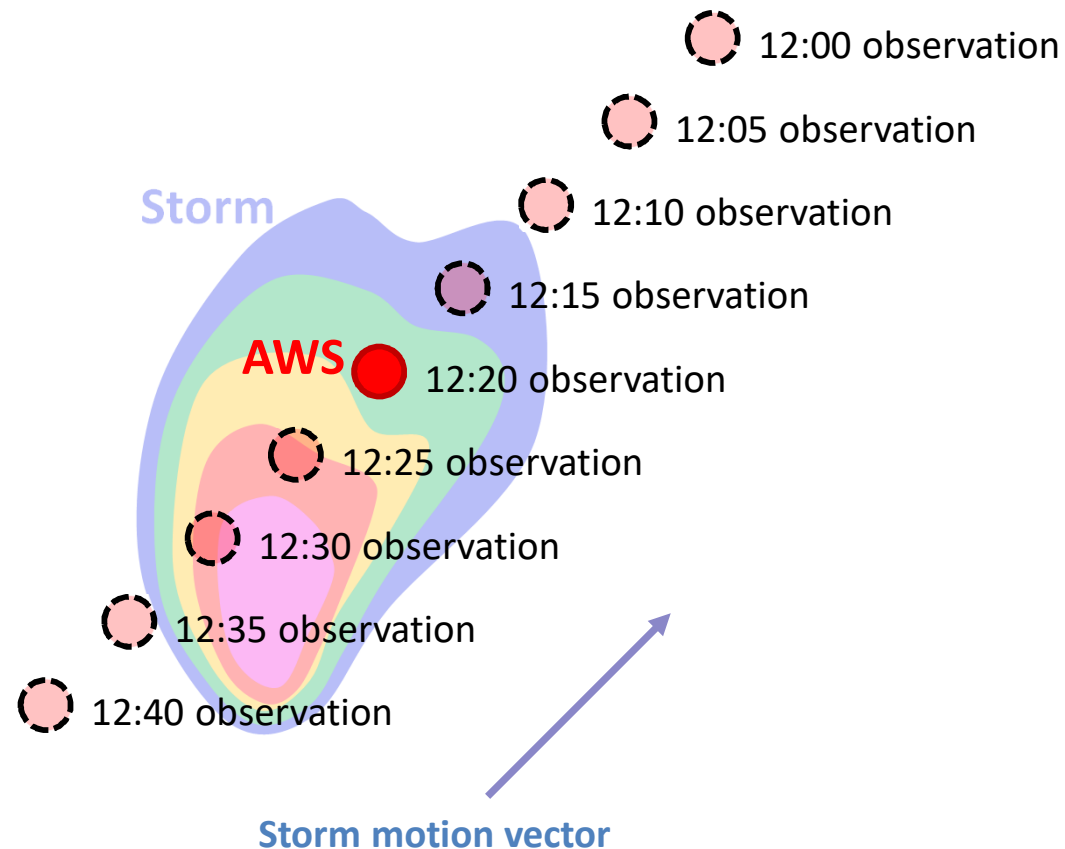 12:00 observation
12:05 observation
Storm
12:10 observation
12:15 observation
AWS
12:20 observation
12:25 observation
12:30 observation
12:35 observation
12:40 observation
Storm motion vector